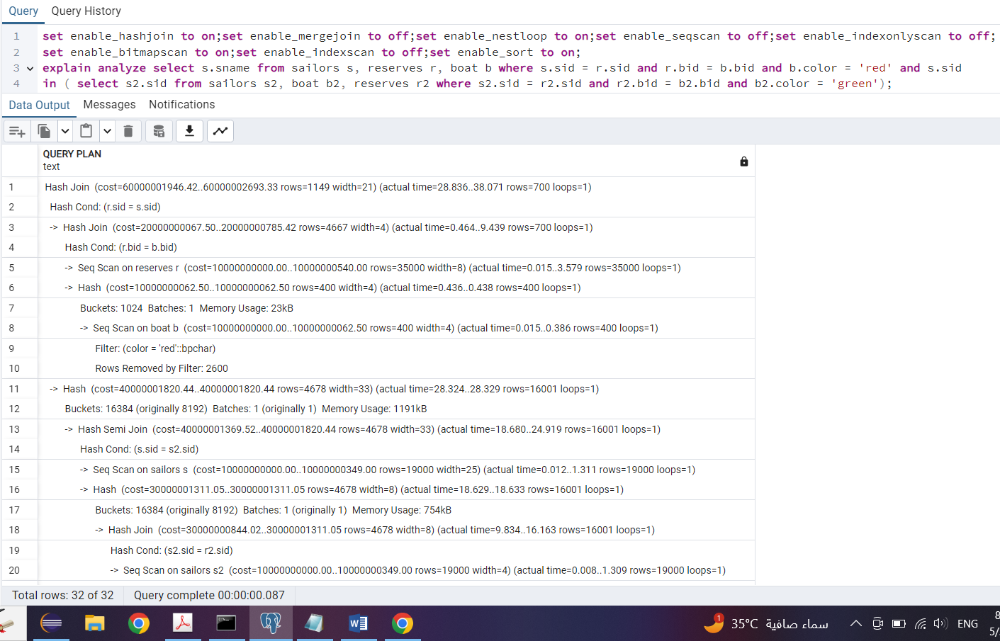 Query Query History
1 set enable_hashjoin to on;set enable_mergejoin to off;set enable_nestloop to on;set enable_seqscan to off;set enable_indexonlyscan to off;
2 set enable_bitmapscan to on;set enable_indexscan to off;set enable_sort to on;
3 explain analyze select s.sname from sailors s, reserves r, boat b where s.sid = r.sid and r.bid = b.bid and b.color = 'red' and s.sid
4 in ( select s2.sid from sailors s2, boat b2, reserves r2 where s2.sid = r2.sid and r2.bid = b2.bid and b2.color = 'green');
Data Output Messages Notifications
QUERY PLAN
text
1 Hash Join (cost=60000001946.42..60000002693.33 rows=1149 width=21) (actual time=28.836..38.071 rows=700 loops=1)
2 Hash Cond: (r.sid = s.sid)
3 -> Hash Join (cost=20000000067.50..20000000785.42 rows=4667 width=4) (actual time=0.464..9.439 rows=700 loops=1)
4 Hash Cond: (r.bid = b.bid)
5 -> Seq Scan on reserves r (cost=10000000000.00..10000000540.00 rows=35000 width=8) (actual time=0.015..3.579 rows=35000 loops=1)
6 -> Hash (cost=10000000062.50..10000000062.50 rows=400 width=4) (actual time=0.436..0.438 rows=400 loops=1)
7 Buckets: 1024 Batches: 1 Memory Usage: 23kB
8 -> Seq Scan on boat b (cost=10000000000.00..10000000062.50 rows=400 width=4) (actual time=0.015..0.386 rows=400 loops=1)
9 Filter: (color = 'red'::bpchar)
10 Rows Removed by Filter: 2600
11 -> Hash (cost=40000001820.44..40000001820.44 rows=4678 width=33) (actual time=28.324..28.329 rows=16001 loops=1)
12 Buckets: 16384 (originally 8192) Batches: 1 (originally 1) Memory Usage: 1191kB
13 -> Hash Semi Join (cost=40000001369.52..40000001820.44 rows=4678 width=33) (actual time=18.680..24.919 rows=16001 loops=1)
14 Hash Cond: (s.sid = s2.sid)
15 -> Seq Scan on sailors s (cost=10000000000.00..10000000349.00 rows=19000 width=25) (actual time=0.012..1.311 rows=19000 loops=1)
16 -> Hash (cost=30000001311.05..30000001311.05 rows=4678 width=8) (actual time=18.629..18.633 rows=16001 loops=1)
17 Buckets: 16384 (originally 8192) Batches: 1 (originally 1) Memory Usage: 754kB
18 -> Hash Join (cost=30000000844.02..30000001311.05 rows=4678 width=8) (actual time=9.834..16.163 rows=16001 loops=1)
19 Hash Cond: (s2.sid = r2.sid)
20 -> Seq Scan on sailors s2 (cost=10000000000.00..10000000349.00 rows=19000 width=4) (actual time=0.008..1.309 rows=19000 loops=1)
Total rows: 32 of 32 Query complete 00:00:00.087
1 35°C سماء صافية ENG 8
5/